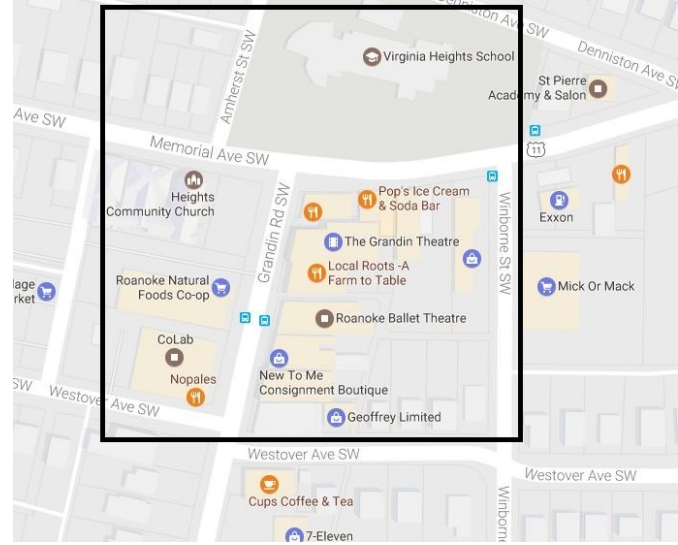 Denniston Ave SW
Denniston Ave SW
Amherst St SW
Virginia Heights School
St Pierre
Academy & Salon
Ave SW
Memorial Ave SW
11
Heights
Community Church
Grandin Rd SW
Pop's Ice Cream
& Soda Bar
Winborne St SW
Exxon
The Grandin Theatre
Local Roots -A
Farm to Table
Roanoke Natural
Foods Co-op
lage
rket
Mick Or Mack
Roanoke Ballet Theatre
CoLab
Nopales
New To Me
Consignment Boutique
SW
Westover Ave SW
Geoffrey Limited
Westover Ave SW
Westover Ave SW
Cups Coffee & Tea
Winborne
7-Eleven